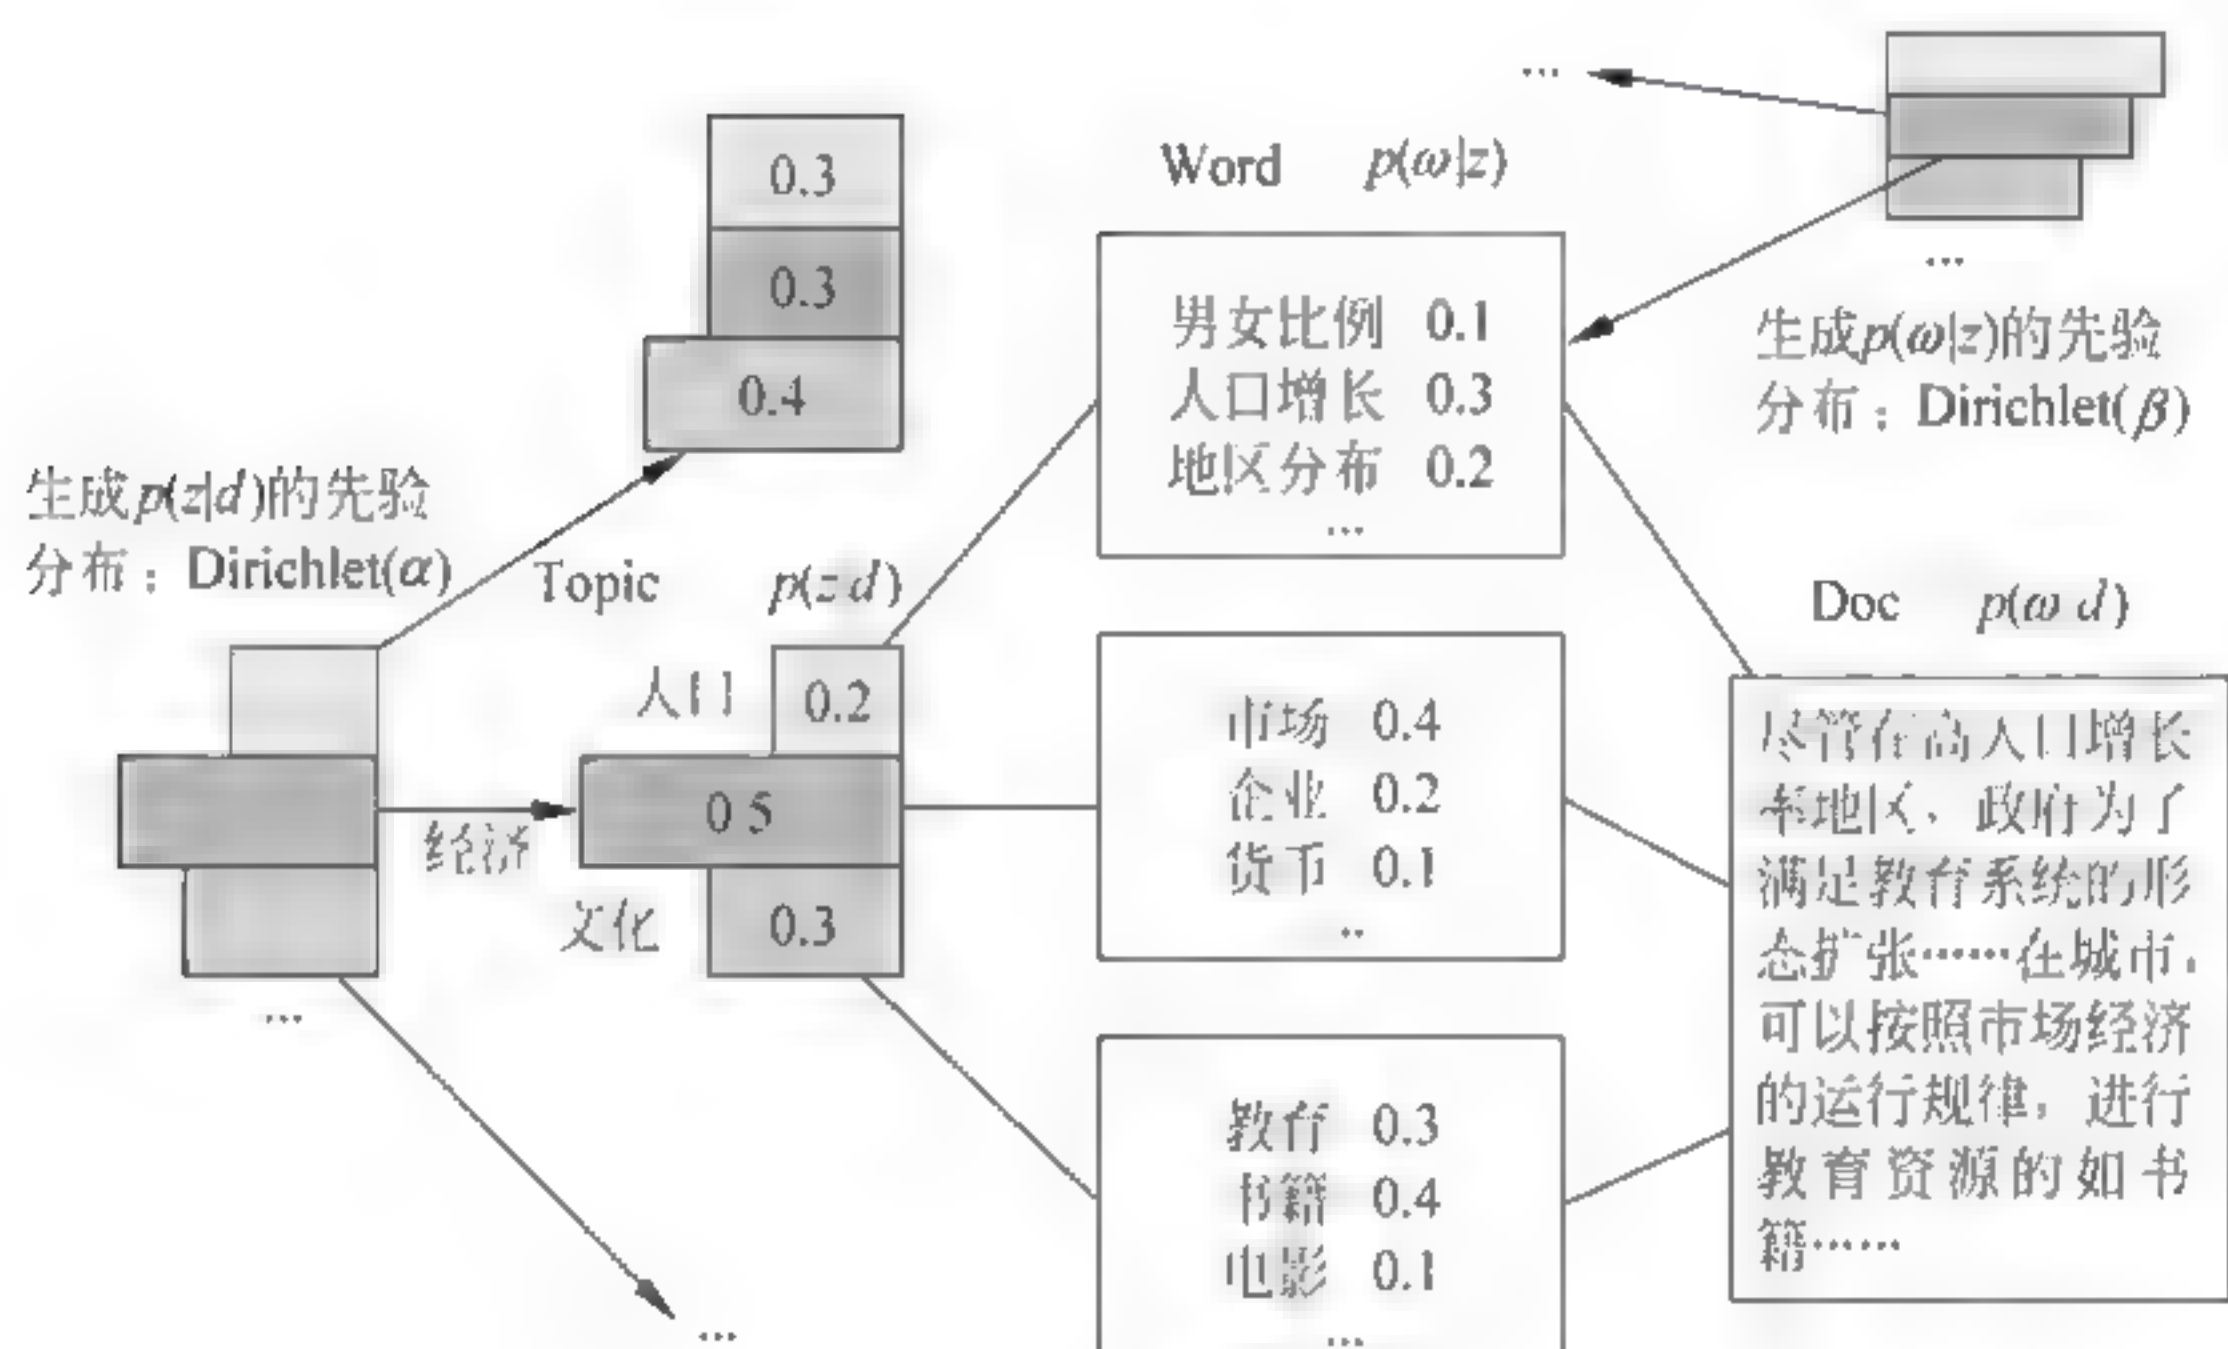 ...
0.3
0.3
0.4
Word p(ω|z)
男女比例 0.1
人口增长 0.3
地区分布 0.2
...
...
生成p(ω|z)的先验
分布：Dirichlet(β)
生成p(z|d)的先验
分布：Dirichlet(α)
Topic p(z d)
人口 0.2
经济 0 5
文化 0.3
...
...
市场 0.4
企业 0.2
货币 0.1
..
教育 0.3
书籍 0.4
电影 0.1
...
Doc p(ω d)
尽管在高人口增长
率地区，政府为了
满足教育系统的形
态扩张……在城市，
可以按照市场经济
的运行规律，进行
教育资源的如书
籍……